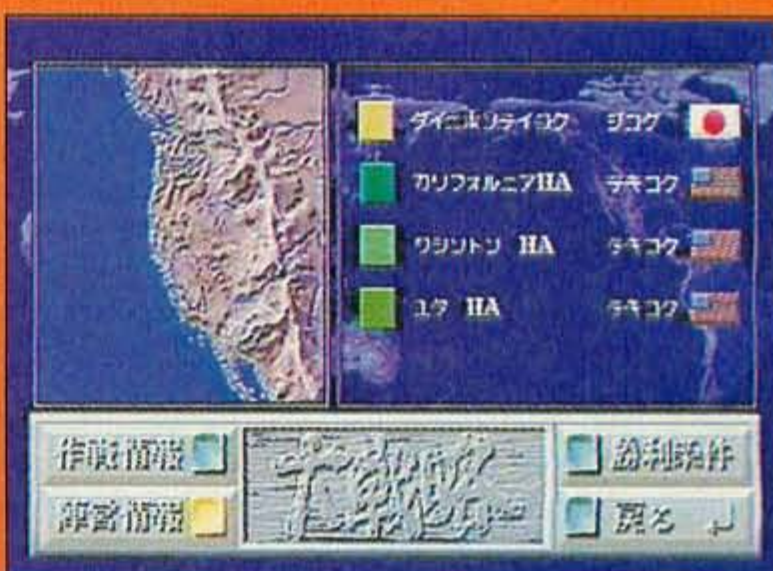 ダイニホンテイコク ジコク
カリフォルニアHA テキコク
ワシントン HA テキコク
ユタ HA テキコク
作戦情報
勝利条件
陣営情報
戻る